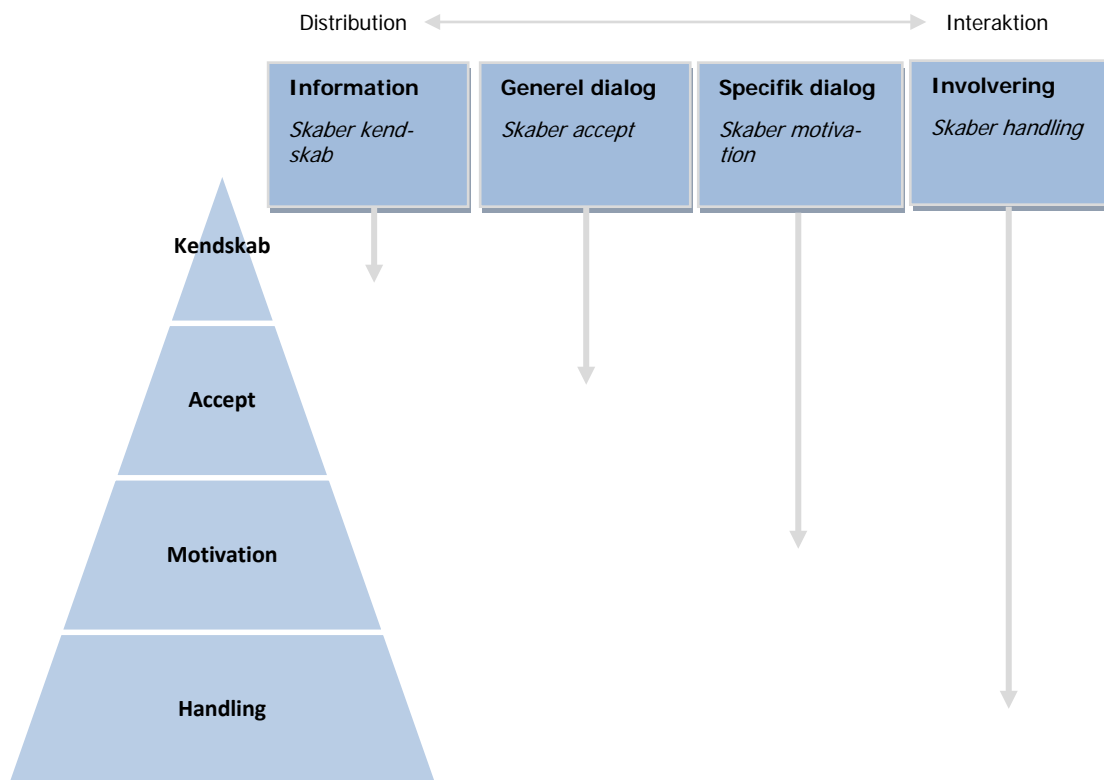 Distribution
Interaktion
Information
Skaber kend-
skab
Generel dialog
Skaber accept
Specifik dialog
Skaber motiva-
tion
Involvering
Skaber handling
Kendskab
Accept
Motivation
Handling